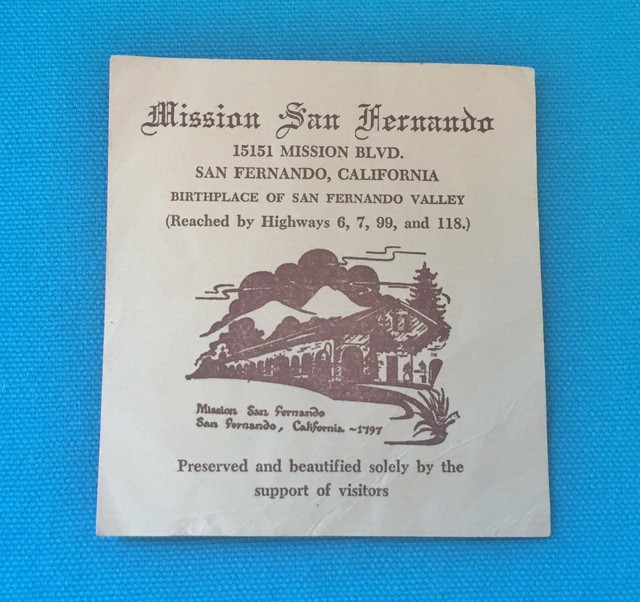 Mission San Fernando
15151 MISSION BLVD.
SAN FERNANDO, CALIFORNIA
BIRTHPLACE OF SAN FERNANDO VALLEY
(Reached by Highways 6, 7, 99, and 118.)
Mission San Fernando
San Fernando, California ~1797
Preserved and beautified solely by the
support of visitors